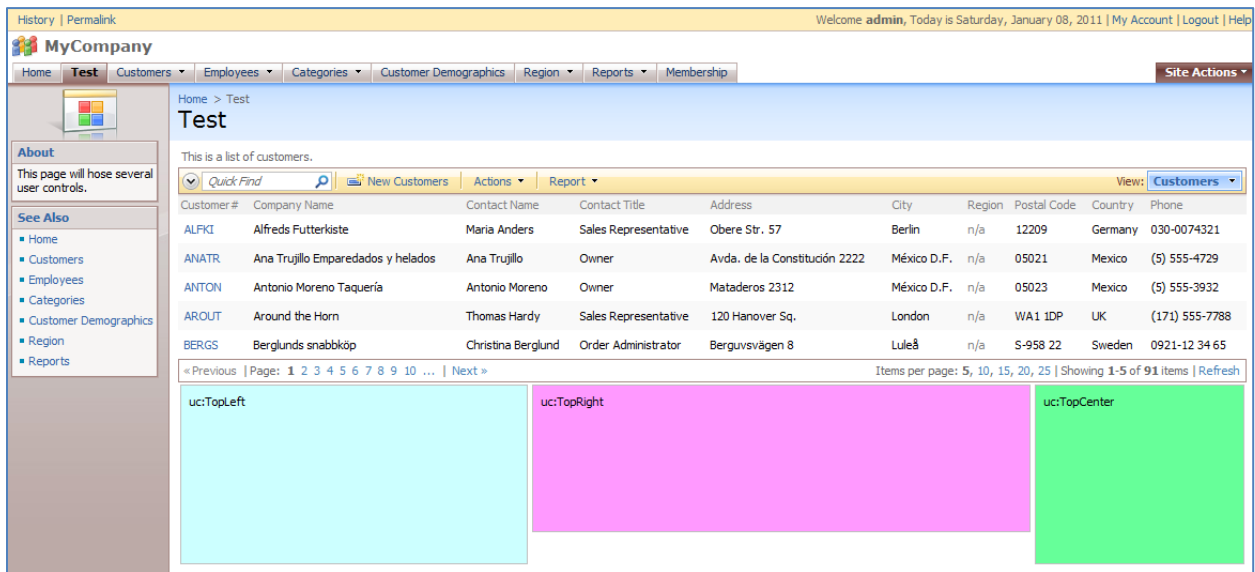 History | Permalink Welcome admin, Today is Saturday, January 08, 2011 | My Account | Logout | Help
MyCompany
Home Test Customers Employees Categories Customer Demographics Region Reports Membership Site Actions
Home > Test
Test
About
This page will hose several
user controls.
See Also
Home
Customers
Employees
Categories
Customer Demographics
Region
Reports
This is a list of customers.
Quick Find New Customers Actions Report View: Customers
Customer # Company Name Contact Name Contact Title Address City Region Postal Code Country Phone
ALFKI Alfreds Futterkiste Maria Anders Sales Representative Obere Str. 57 Berlin n/a 12209 Germany 030-0074321
ANATR Ana Trujillo Emparedados y helados Ana Trujillo Owner Avda. de la Constitución 2222 México D.F. n/a 05021 Mexico (5) 555-4729
ANTON Antonio Moreno Taquería Antonio Moreno Owner Mataderos 2312 México D.F. n/a 05023 Mexico (5) 555-3932
AROUT Around the Horn Thomas Hardy Sales Representative 120 Hanover Sq. London n/a WA1 1DP UK (171) 555-7788
BERGS Berglunds snabbköp Christina Berglund Order Administrator Berguvsvägen 8 Luleå n/a S-958 22 Sweden 0921-12 34 65
« Previous | Page: 1 2 3 4 5 6 7 8 9 10 ... | Next » Items per page: 5, 10, 15, 20, 25 | Showing 1-5 of 91 items | Refresh
uc:TopLeft uc:TopRight uc:TopCenter